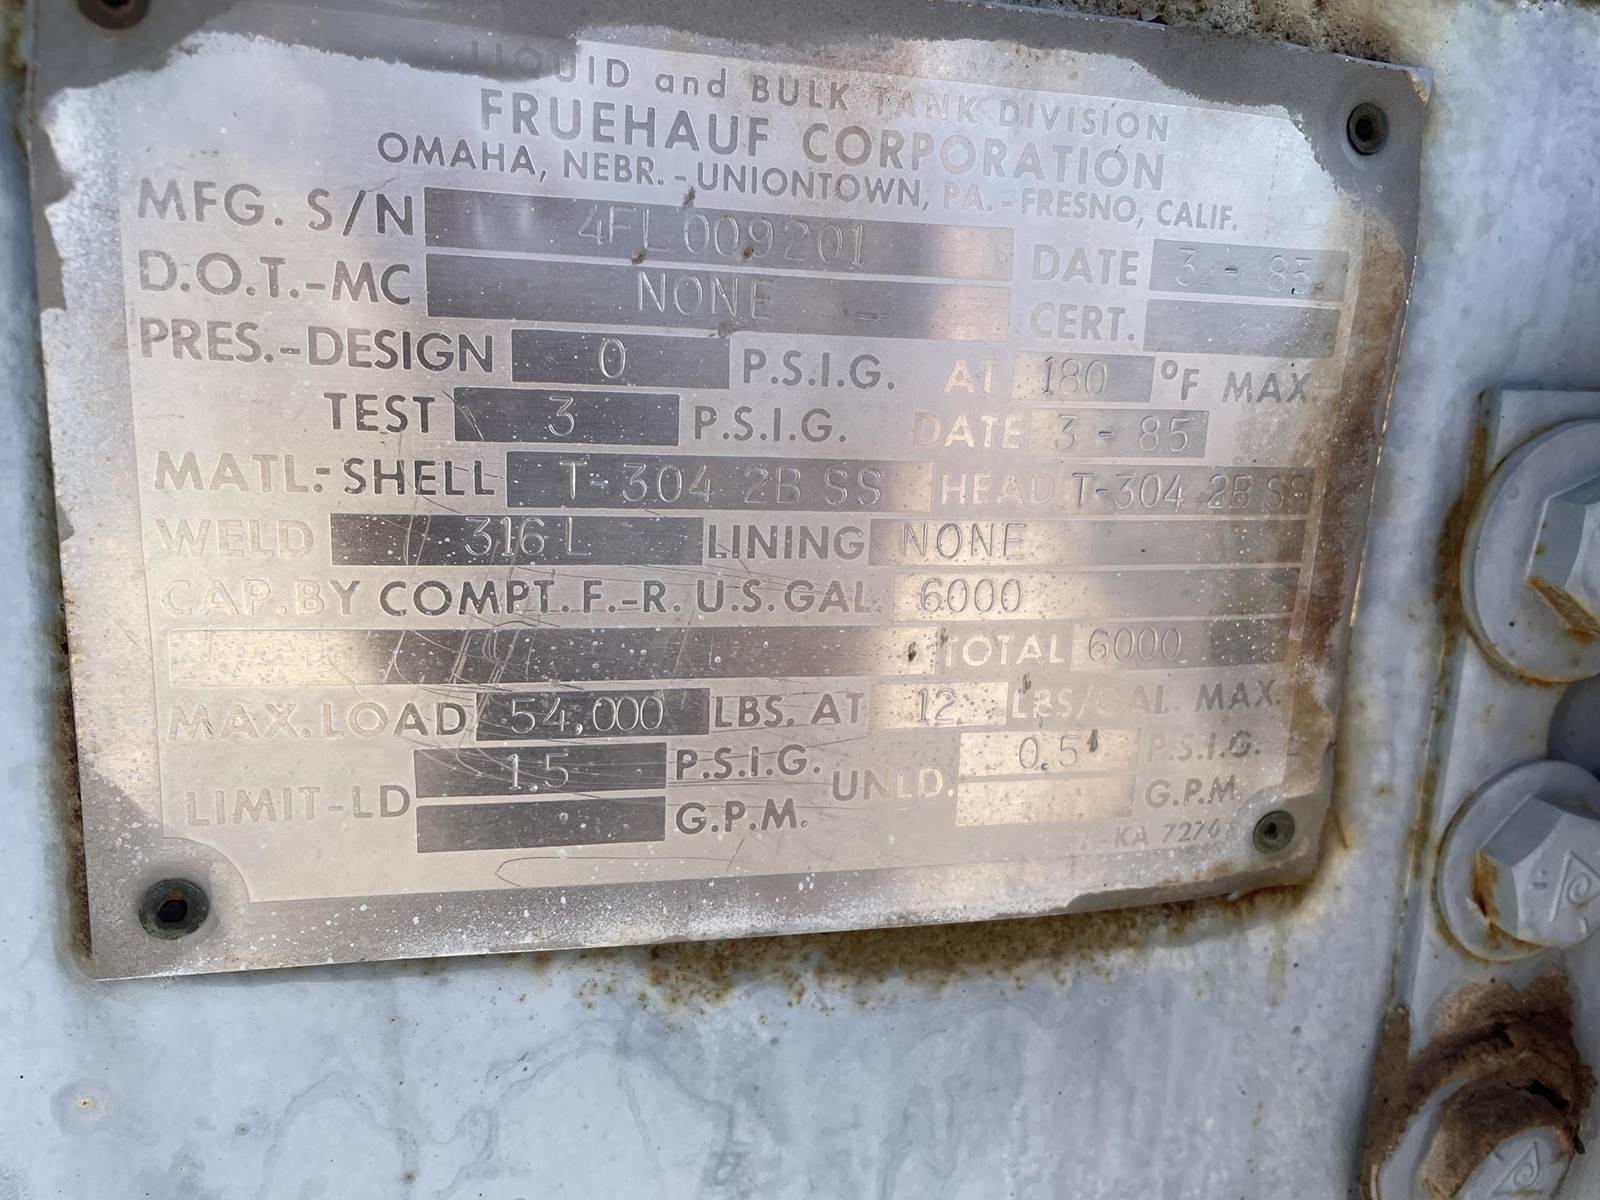 LIQUID and BULK TANK DIVISION
FRUEHAUF CORPORATION
OMAHA, NEBR. - UNIONTOWN, PA. - FRESNO, CALIF.
MFG. S/N 4FL009201 DATE 3 - 85
D.O.T.-MC NONE - CERT.
PRES.-DESIGN 0 P.S.I.G. AT 180 °F MAX.
TEST 3 P.S.I.G. DATE 3 - 85
MATL:- SHELL T-304 2B SS HEAD T-304 2B SS
WELD 316 L LINING NONE
CAP. BY COMPT. F.-R. U.S. GAL. 6000
TOTAL 6000
MAX. LOAD 54,000 LBS. AT 12 LBS/GAL. MAX.
LIMIT-LD 15 P.S.I.G. UNLD. 0.5 P.S.I.G.
G.P.M. G.P.M.
KA 7276